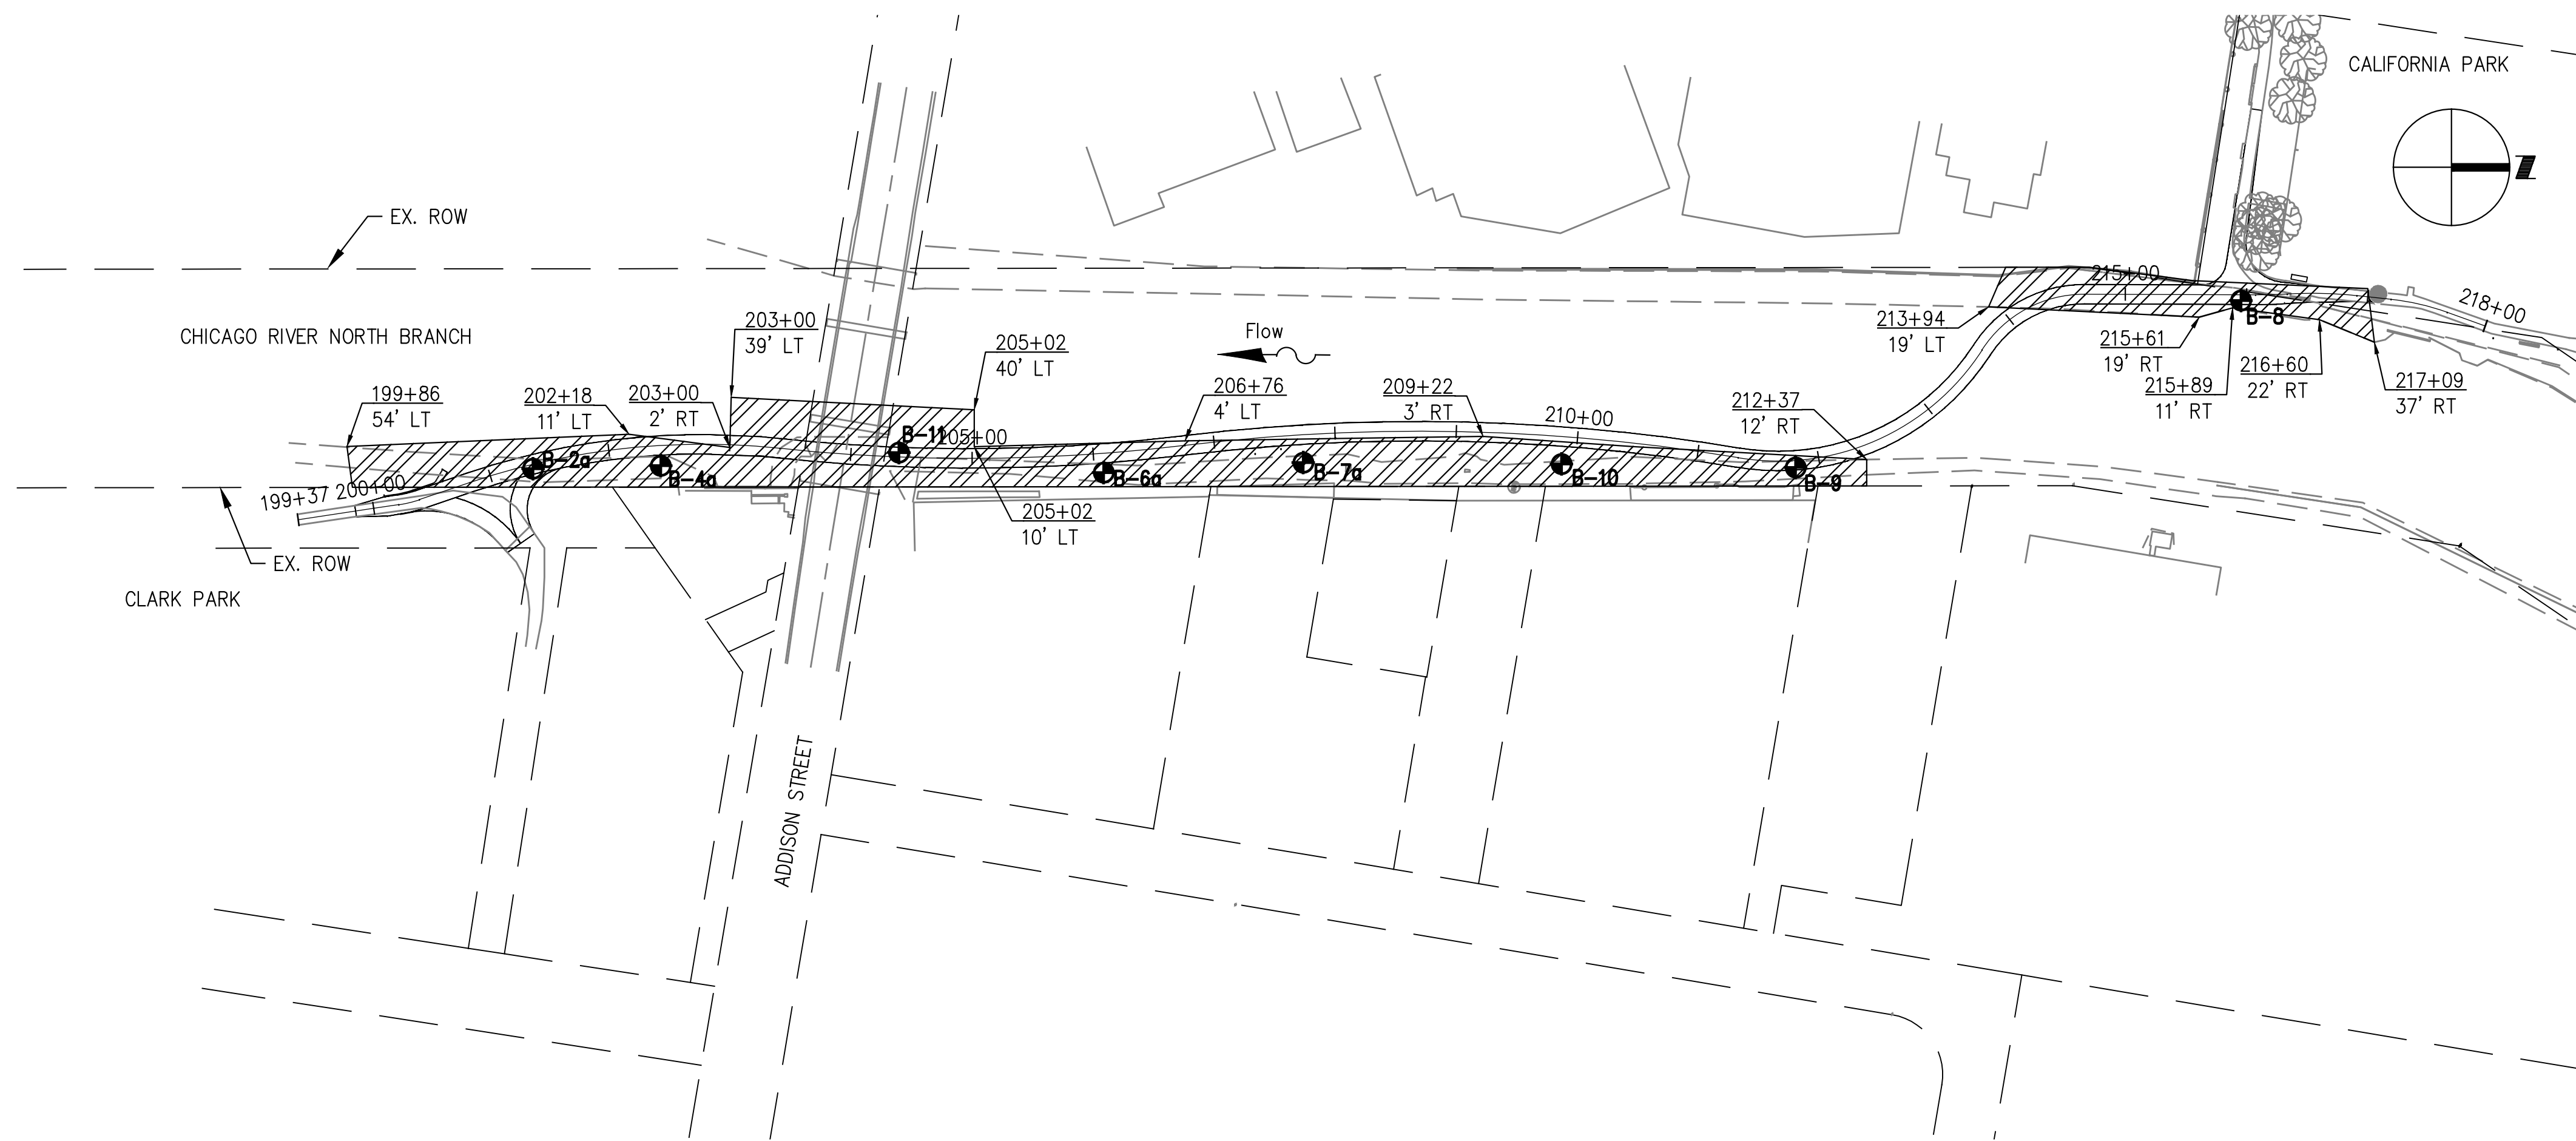 CALIFORNIA PARK
N
EX. ROW
CHICAGO RIVER NORTH BRANCH
203+00
39' LT
Flow
205+02
40' LT
213+94
19' LT
215+00
218+00
B-8
215+61
19' RT
215+89
11' RT
216+60
22' RT
217+09
37' RT
199+86
54' LT
202+18
11' LT
203+00
2' RT
206+76
4' LT
209+22
3' RT
210+00
212+37
12' RT
B-11
205+00
B-2a
B-4a
B-6a
B-7a
B-10
B-9
199+37
200+00
205+02
10' LT
EX. ROW
CLARK PARK
ADDISON STREET